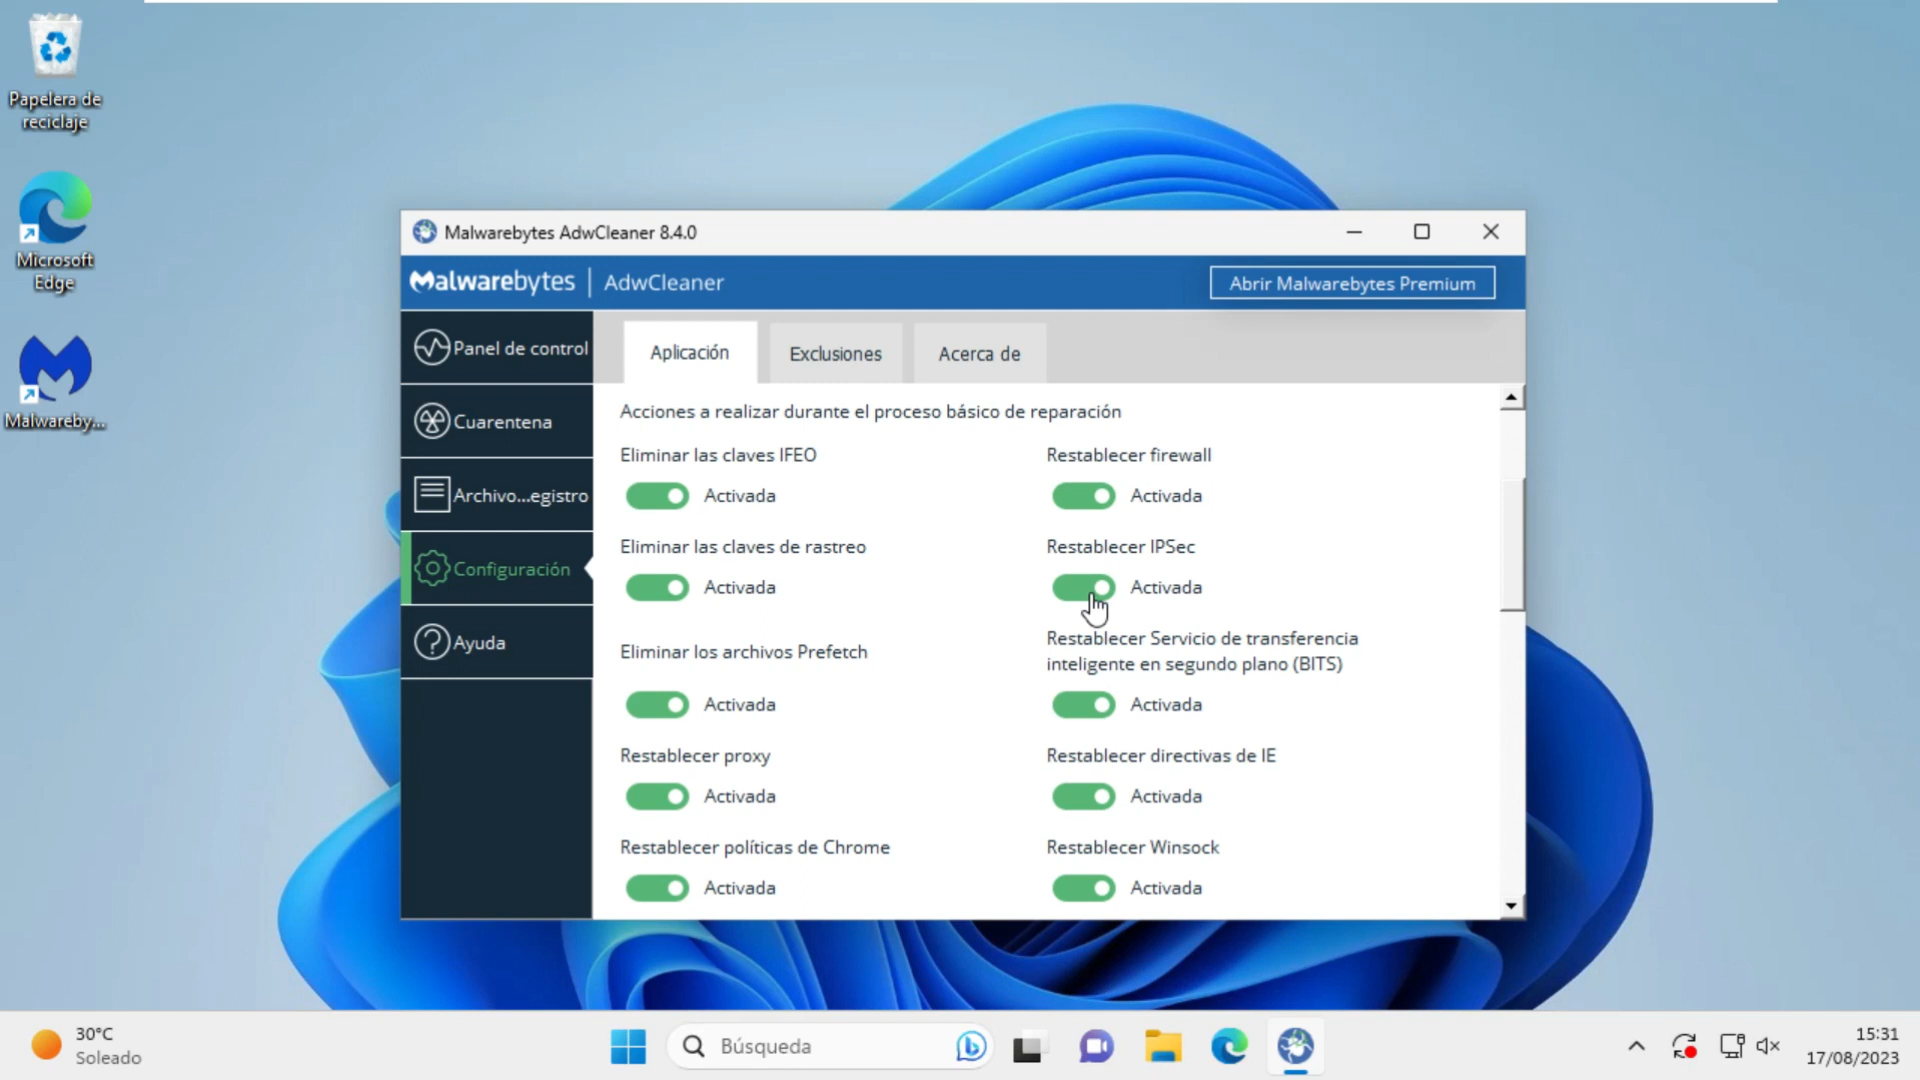 Papelera de
reciclaje
Microsoft
Edge
Malwareby...
Malwarebytes AdwCleaner 8.4.0
Malwarebytes | AdwCleaner
Abrir Malwarebytes Premium
Panel de control
Cuarentena
Archivo...egistro
Configuración
Ayuda
Aplicación
Exclusiones
Acerca de
Acciones a realizar durante el proceso básico de reparación
Eliminar las claves IFEO
Restablecer firewall
Activada
Activada
Eliminar las claves de rastreo
Restablecer IPSec
Activada
Activada
Eliminar los archivos Prefetch
Restablecer Servicio de transferencia
inteligente en segundo plano (BITS)
Activada
Activada
Restablecer proxy
Restablecer directivas de IE
Activada
Activada
Restablecer políticas de Chrome
Restablecer Winsock
Activada
Activada
30°C
Soleado
Búsqueda
15:31
17/08/2023